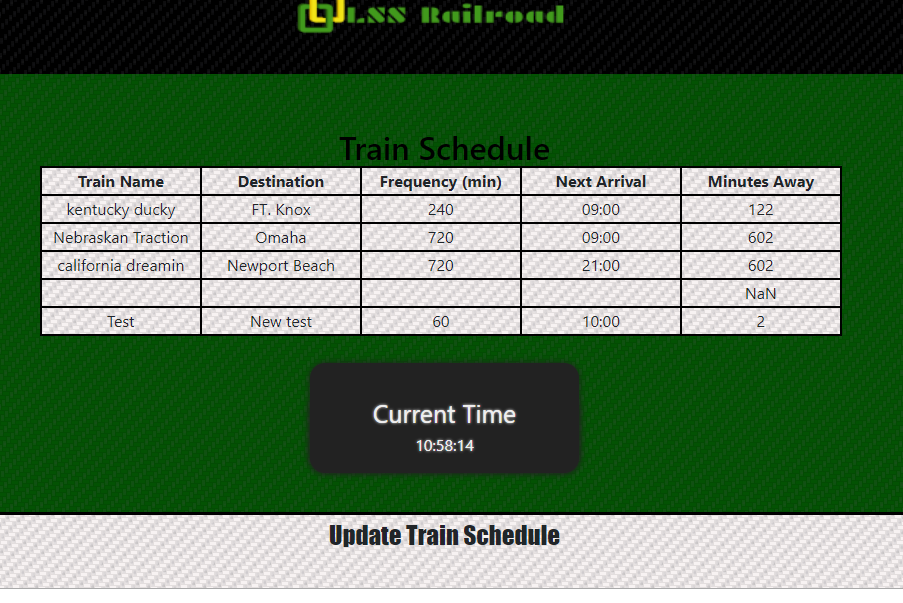 LSS Railroad
Train Schedule
Train Name Destination Frequency (min) Next Arrival Minutes Away
kentucky ducky FT. Knox 240 09:00 122
Nebraskan Traction Omaha 720 09:00 602
california dreamin Newport Beach 720 21:00 602
NaN
Test New test 60 10:00 2
Current Time
10:58:14
Update Train Schedule